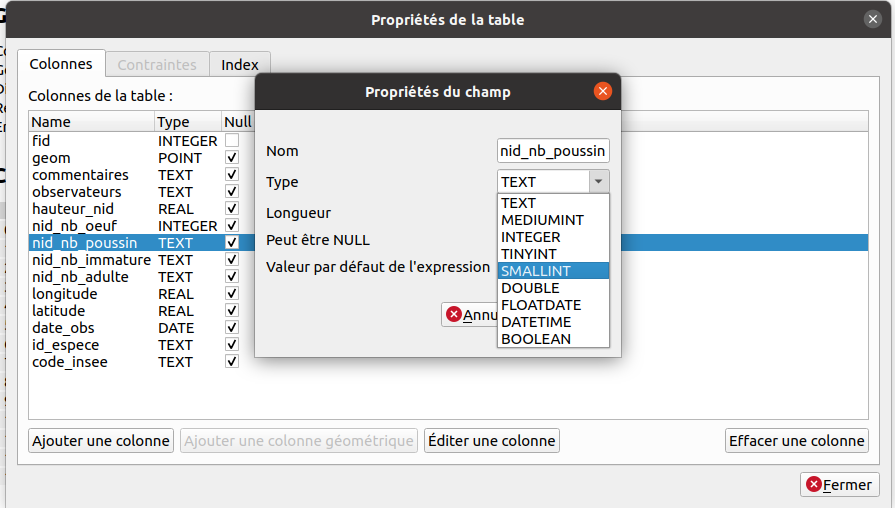 Propriétés de la table
Colonnes Contraintes Index
Colonnes de la table :
Name Type Null
fid INTEGER
geom POINT
commentaires TEXT
observateurs TEXT
hauteur_nid REAL
nid_nb_oeuf INTEGER
nid_nb_poussin TEXT
nid_nb_immature TEXT
nid_nb_adulte TEXT
longitude REAL
latitude REAL
date_obs DATE
id_espece TEXT
code_insee TEXT
Propriétés du champ
Nom nid_nb_poussin
Type TEXT
Longueur
Peut être NULL
Valeur par défaut de l'expression
TEXT
MEDIUMINT
INTEGER
TINYINT
SMALLINT
DOUBLE
FLOATDATE
DATETIME
BOOLEAN
Annu
Ajouter une colonne Ajouter une colonne géométrique Éditer une colonne Effacer une colonne
Fermer